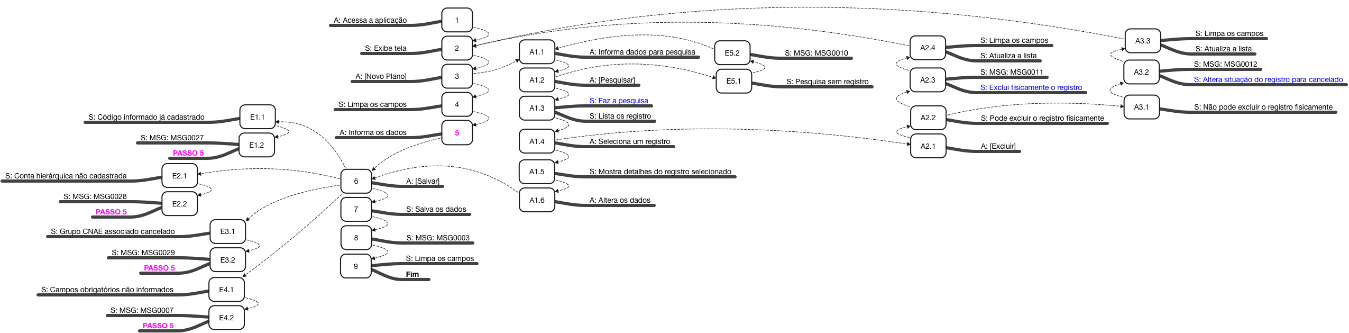 A: Acessa a aplicação
1
S: Exibe tela
2
A: [Novo Plano]
3
S: Limpa os campos
4
A: Informa os dados
5
6
A: [Salvar]
7
S: Salva os dados
8
S: MSG: MSG0003
9
S: Limpa os campos
Fim
S: Código informado já cadastrado
E1.1
S: MSG: MSG0027
PASSO 5
E1.2
S: Conta hierárquica não cadastrada
E2.1
S: MSG: MSG0028
PASSO 5
E2.2
S: Grupo CNAE associado cancelado
E3.1
S: MSG: MSG0029
PASSO 5
E3.2
S: Campos obrigatórios não informados
E4.1
S: MSG: MSG0007
PASSO 5
E4.2
A1.1
A: Informa dados para pesquisa
A1.2
A: [Pesquisar]
A1.3
S: Faz a pesquisa
S: Lista os registro
A1.4
A: Seleciona um registro
A1.5
S: Mostra detalhes do registro selecionado
A1.6
A: Altera os dados
E5.2
S: MSG: MSG0010
E5.1
S: Pesquisa sem registro
A2.4
S: Limpa os campos
S: Atualiza a lista
A2.3
S: MSG: MSG0011
S: Exclui fisicamente o registro
A2.2
S: Pode excluir o registro fisicamente
A2.1
A: [Excluir]
A3.3
S: Limpa os campos
S: Atualiza a lista
A3.2
S: MSG: MSG0012
S: Altera situação do registro para cancelado
A3.1
S: Não pode excluir o registro fisicamente